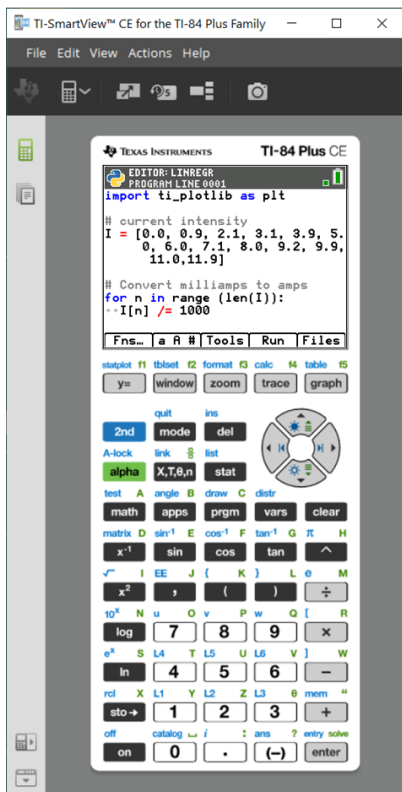 TI-SmartView™ CE for the TI-84 Plus Family
File Edit View Actions Help
TEXAS INSTRUMENTS TI-84 Plus CE
EDITOR: LINREGR
PROGRAM LINE 0001
import ti_plotlib as plt
# current intensity
I = [0.0, 0.9, 2.1, 3.1, 3.9, 5.
0, 6.0, 7.1, 8.0, 9.2, 9.9,
11.0,11.9]
# Convert milliamps to amps
for n in range (len(I)):
··I[n] /= 1000
Fns… a A # Tools Run Files
statplot f1 tblset f2 format f3 calc f4 table f5
y= window zoom trace graph
quit ins
2nd mode del
A-lock link list
alpha X,T,θ,n stat
test A angle B draw C distr
math apps prgm vars clear
matrix D sin⁻¹ E cos⁻¹ F tan⁻¹ G π H
x⁻¹ sin cos tan ^
√ I EE J { K } L e M
x² , ( ) ÷
10ˣ N u O v P w Q [ R
log 7 8 9 ×
eˣ S L4 T L5 U L6 V ] W
ln 4 5 6 −
rcl X L1 Y L2 Z L3 θ mem “
sto→ 1 2 3 +
off catalog ⎵ i : ans ? entry solve
on 0 . (–) enter